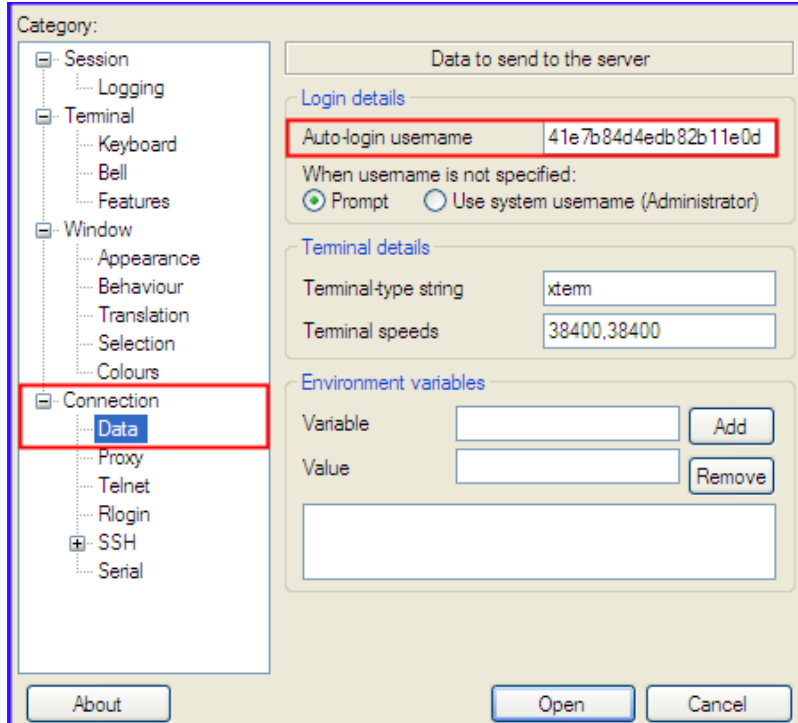 Category:
Session
Logging
Terminal
Keyboard
Bell
Features
Window
Appearance
Behaviour
Translation
Selection
Colours
Connection
Data
Proxy
Telnet
Rlogin
SSH
Serial
Data to send to the server
Login details
Auto-login username 41e7b84d4edb82b11e0d
When username is not specified:
Prompt Use system username (Administrator)
Terminal details
Terminal-type string xterm
Terminal speeds 38400,38400
Environment variables
Variable Add
Value Remove
About Open Cancel